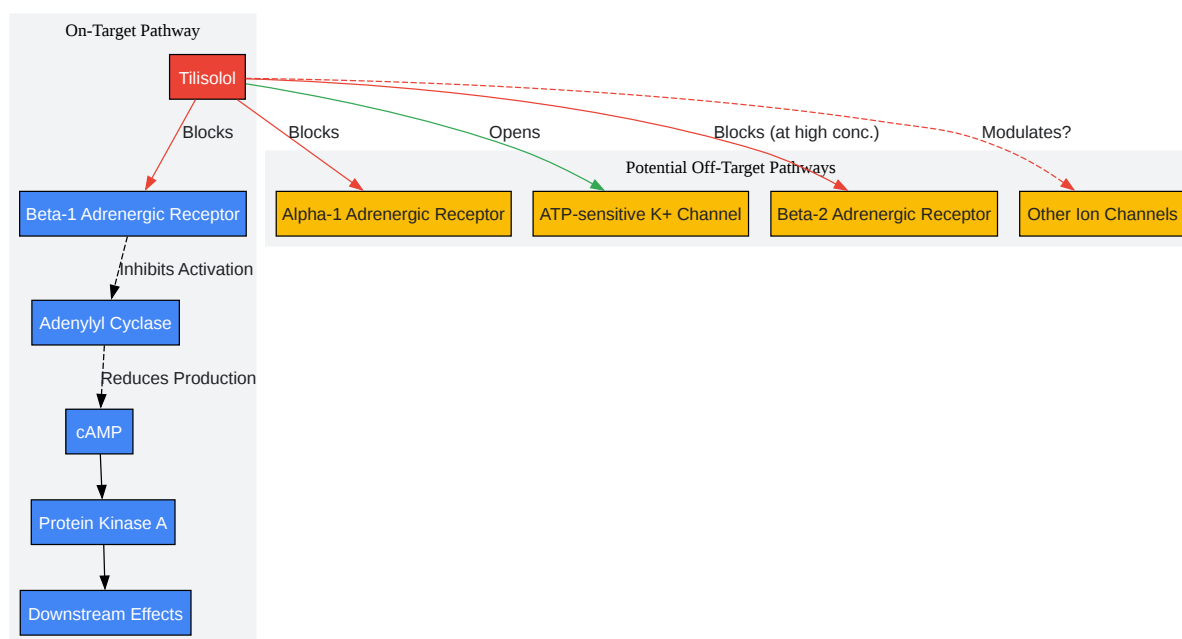 On-Target Pathway
Tilisolol
Blocks
Blocks
Opens
Blocks (at high conc.)
Modulates?
Potential Off-Target Pathways
Beta-1 Adrenergic Receptor
Alpha-1 Adrenergic Receptor
ATP-sensitive K+ Channel
Beta-2 Adrenergic Receptor
Other Ion Channels
Inhibits Activation
Adenylyl Cyclase
Reduces Production
cAMP
Protein Kinase A
Downstream Effects